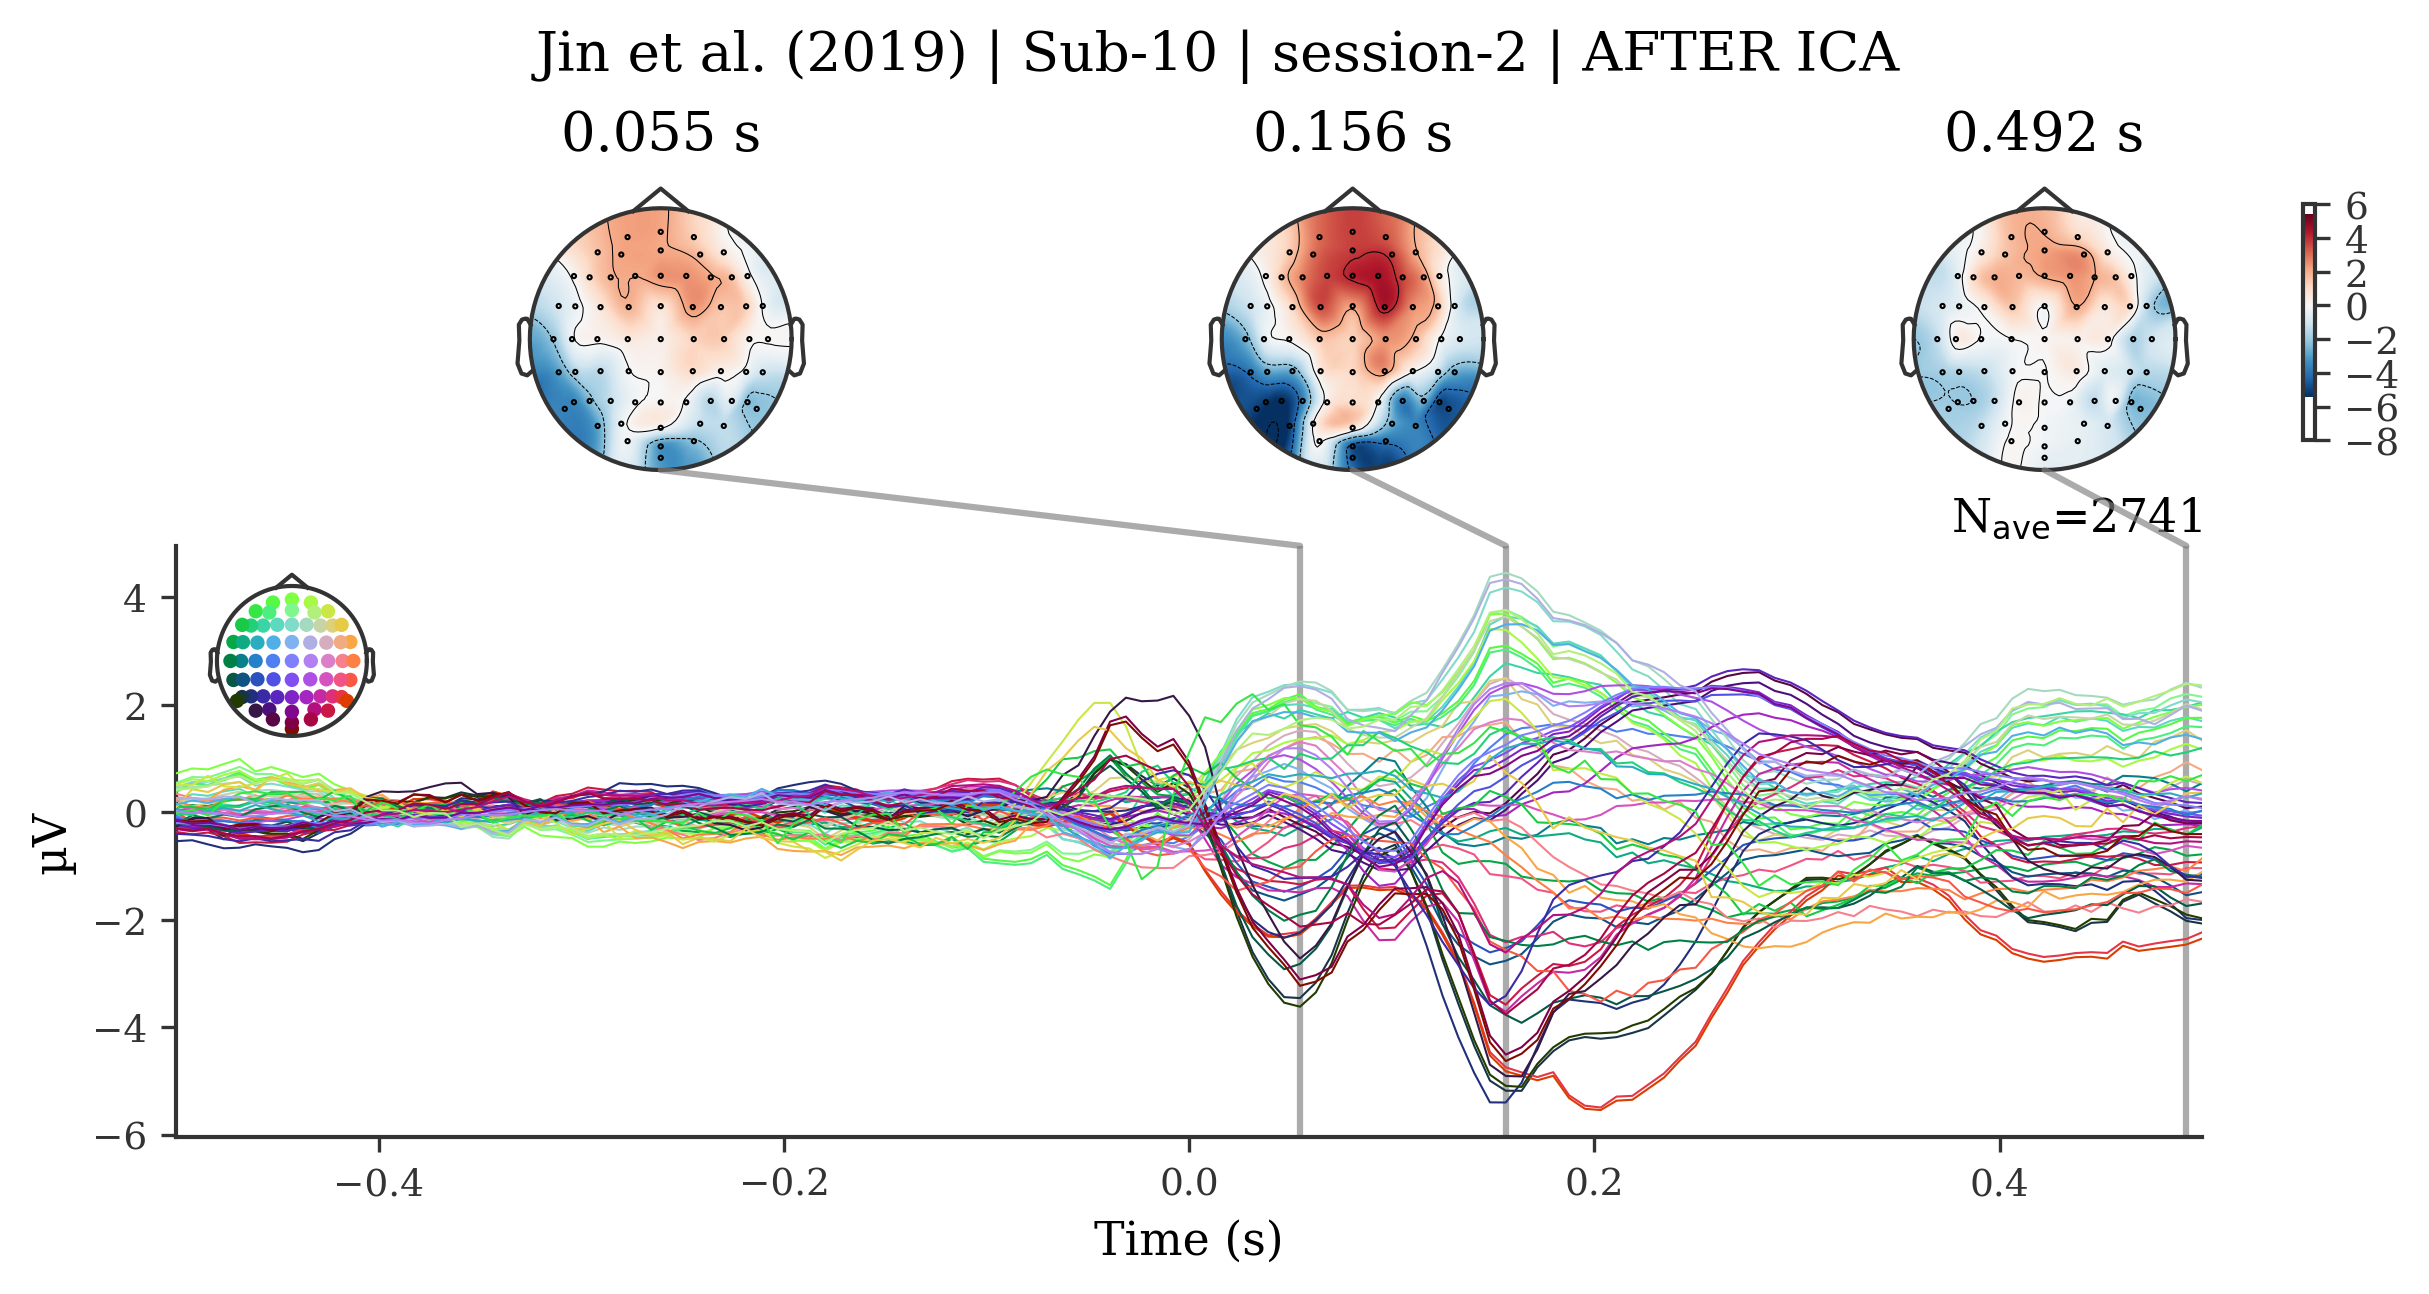 Jin et al. (2019) | Sub-10 | session-2 | AFTER ICA
0.055 s
0.156 s
0.492 s
6
4
2
0
−2
−4
−6
−8
Nave=2741
4
2
0
−2
−4
−6
µV
−0.4
−0.2
0.0
0.2
0.4
Time (s)